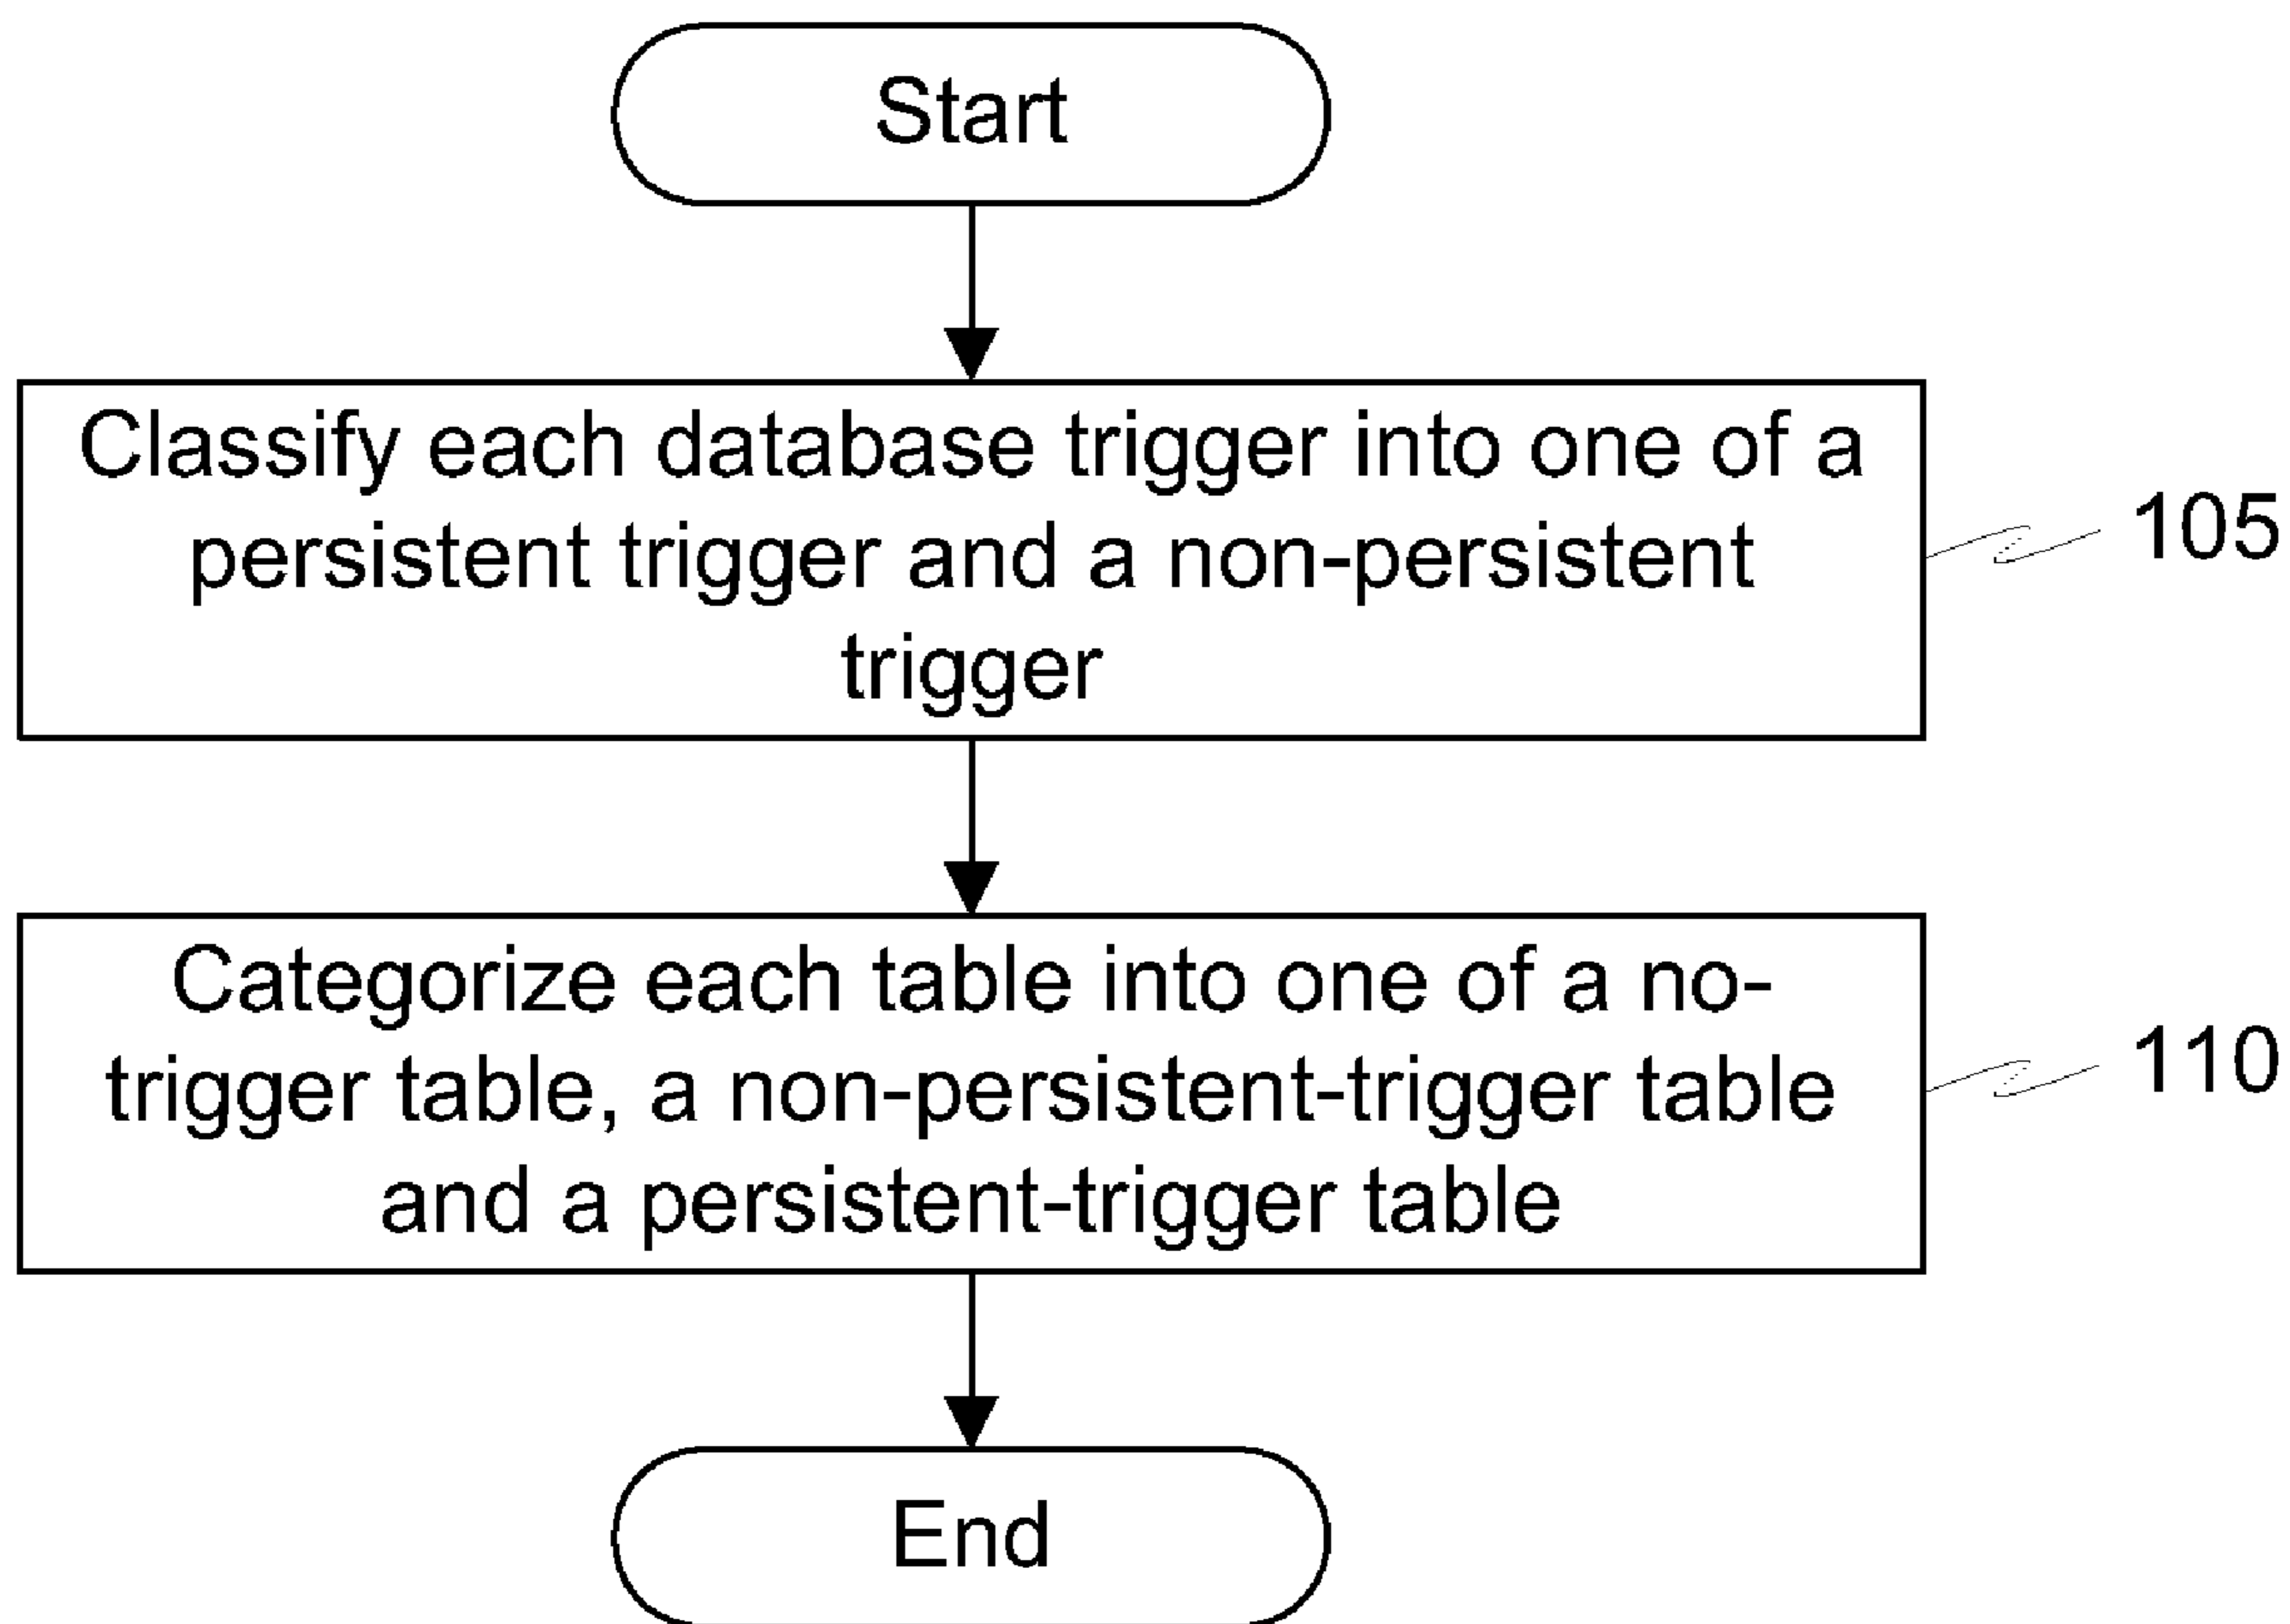 Start
Classify each database trigger into one of a
persistent trigger and a non-persistent
trigger
105
Categorize each table into one of a no-
trigger table, a non-persistent-trigger table
and a persistent-trigger table
110
End